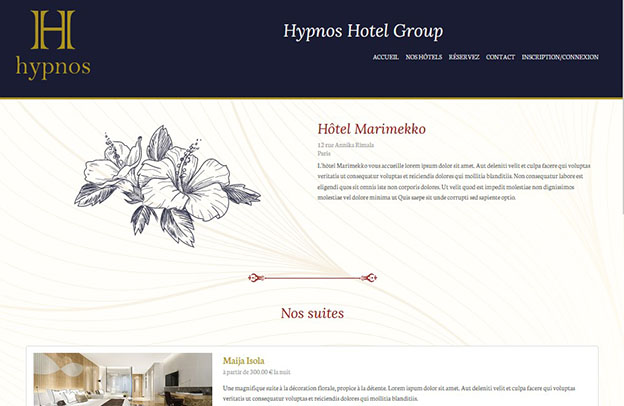 H
hypnos
Hypnos Hotel Group
ACCUEIL NOS HÔTELS RÉSERVEZ CONTACT INSCRIPTION/CONNEXION
Hôtel Marimekko
12 rue Annika Rimala
Paris
L'hôtel Marimekko vous accueille lorem ipsum dolor sit amet. Aut deleniti velit et culpa facere qui voluptas
veritatis ut consequatur voluptas et reiciendis dolores qui mollitia blanditiis. Non consequatur labore est
eligendi quos sit omnis iste non corporis dolores. Ut velit quod est impedit molestiae non dignissimos
molestiae vel dolore minima ut Quis saepe sit unde corrupti sed sapiente optio.
Nos suites
Maija Isola
à partir de 300.00 € la nuit
Une magnifique suite à la décoration florale, propice à la détente. Lorem ipsum dolor sit amet. Aut deleniti velit et culpa
facere qui voluptas veritatis ut consequatur voluptas et reiciendis dolores qui mollitia blanditiis.